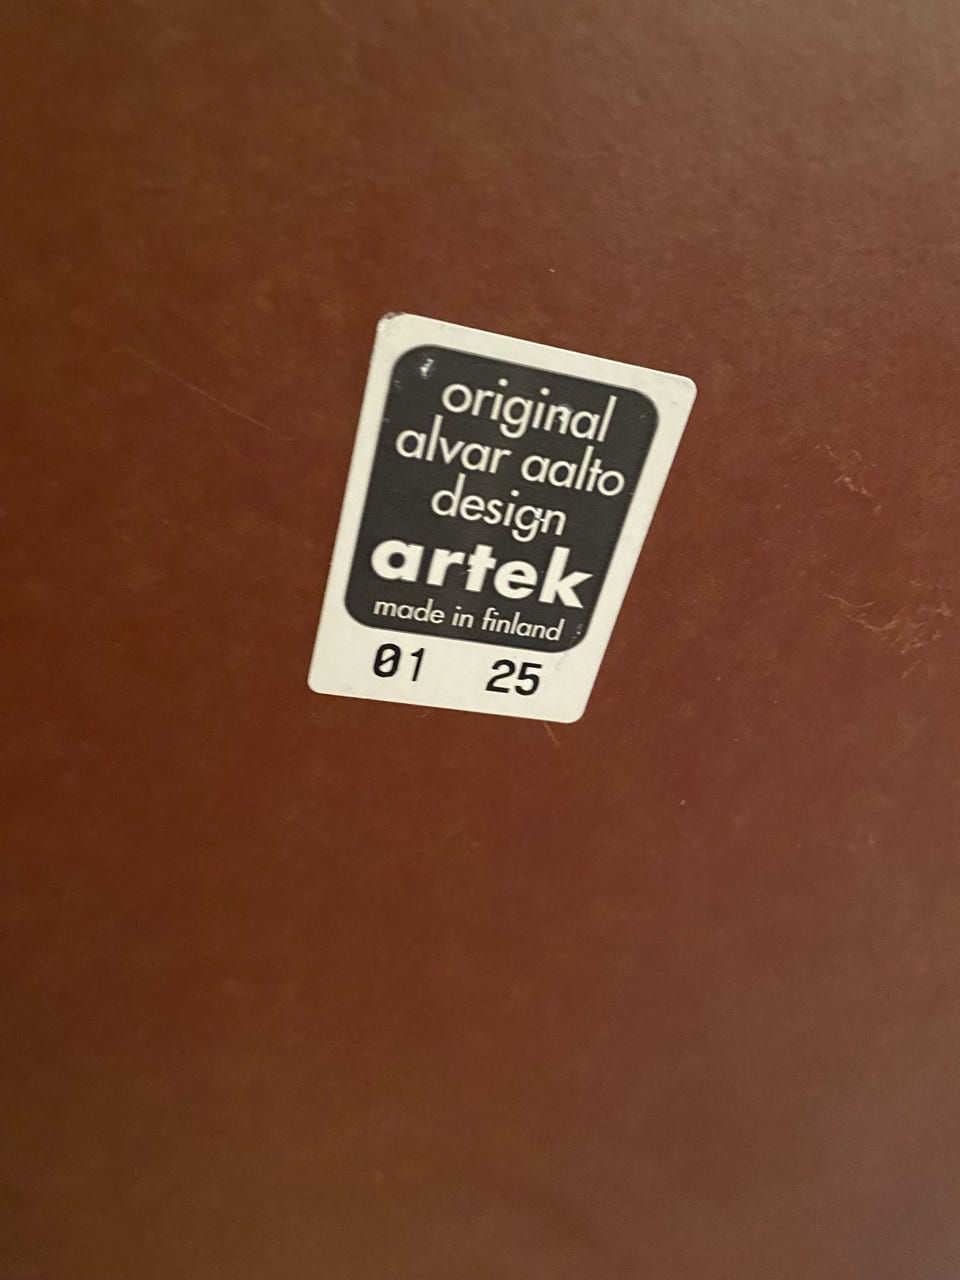 original
alvar aalto
design
artek
made in finland
01 25